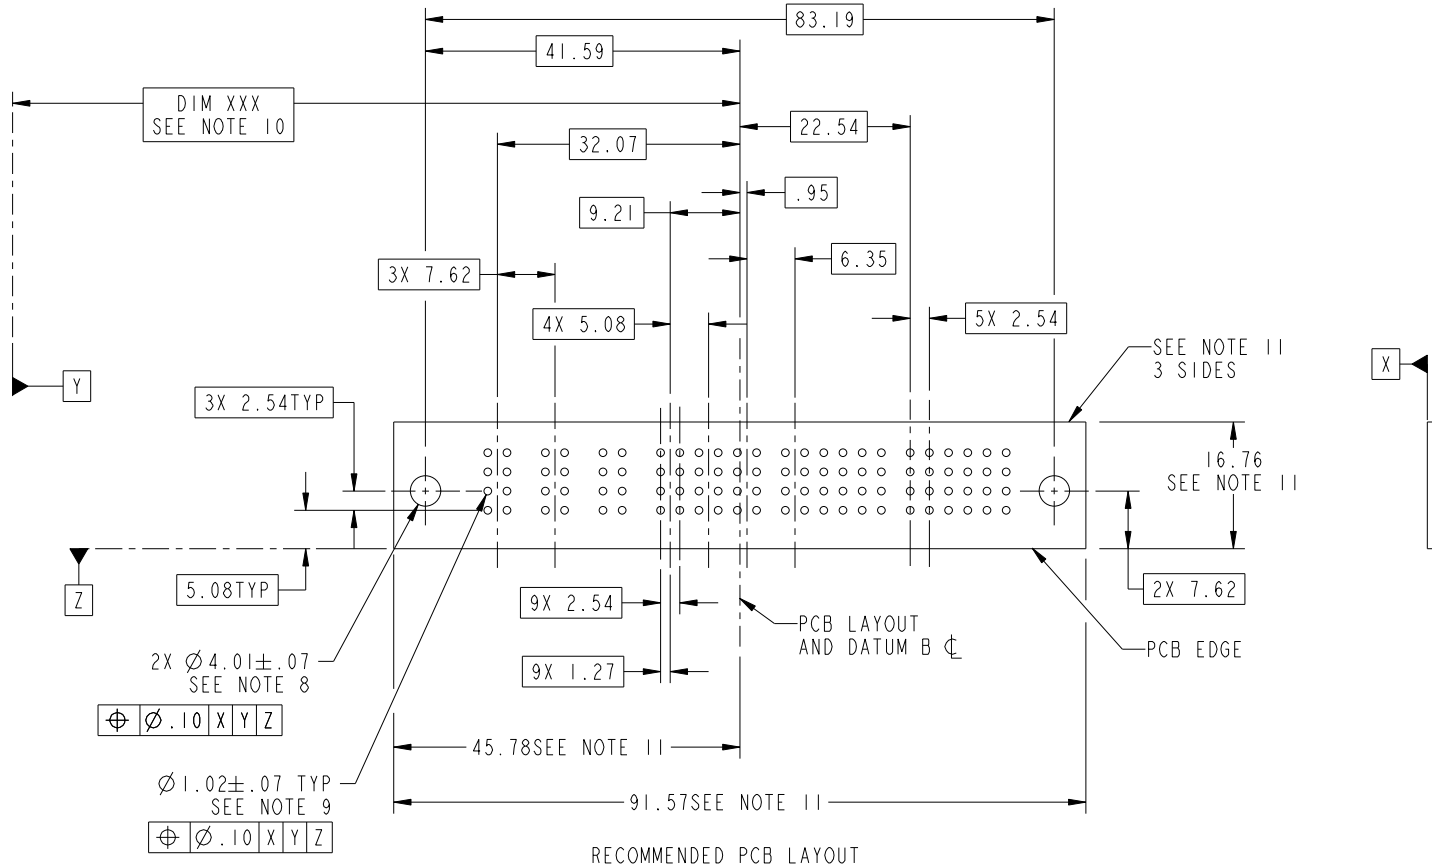 83.19
41.59
DIM XXX
SEE NOTE 10
22.54
32.07
.95
9.21
6.35
3X 7.62
4X 5.08
5X 2.54
SEE NOTE 11
3 SIDES
X
Y
3X 2.54TYP
16.76
SEE NOTE 11
5.08TYP
Z
9X 2.54
2X 7.62
PCB LAYOUT
AND DATUM B ℄
PCB EDGE
2X Ø4.01±.07
SEE NOTE 8
9X 1.27
⌖ Ø.10 X Y Z
45.78SEE NOTE 11
Ø1.02±.07 TYP
SEE NOTE 9
91.57SEE NOTE 11
⌖ Ø.10 X Y Z
RECOMMENDED PCB LAYOUT